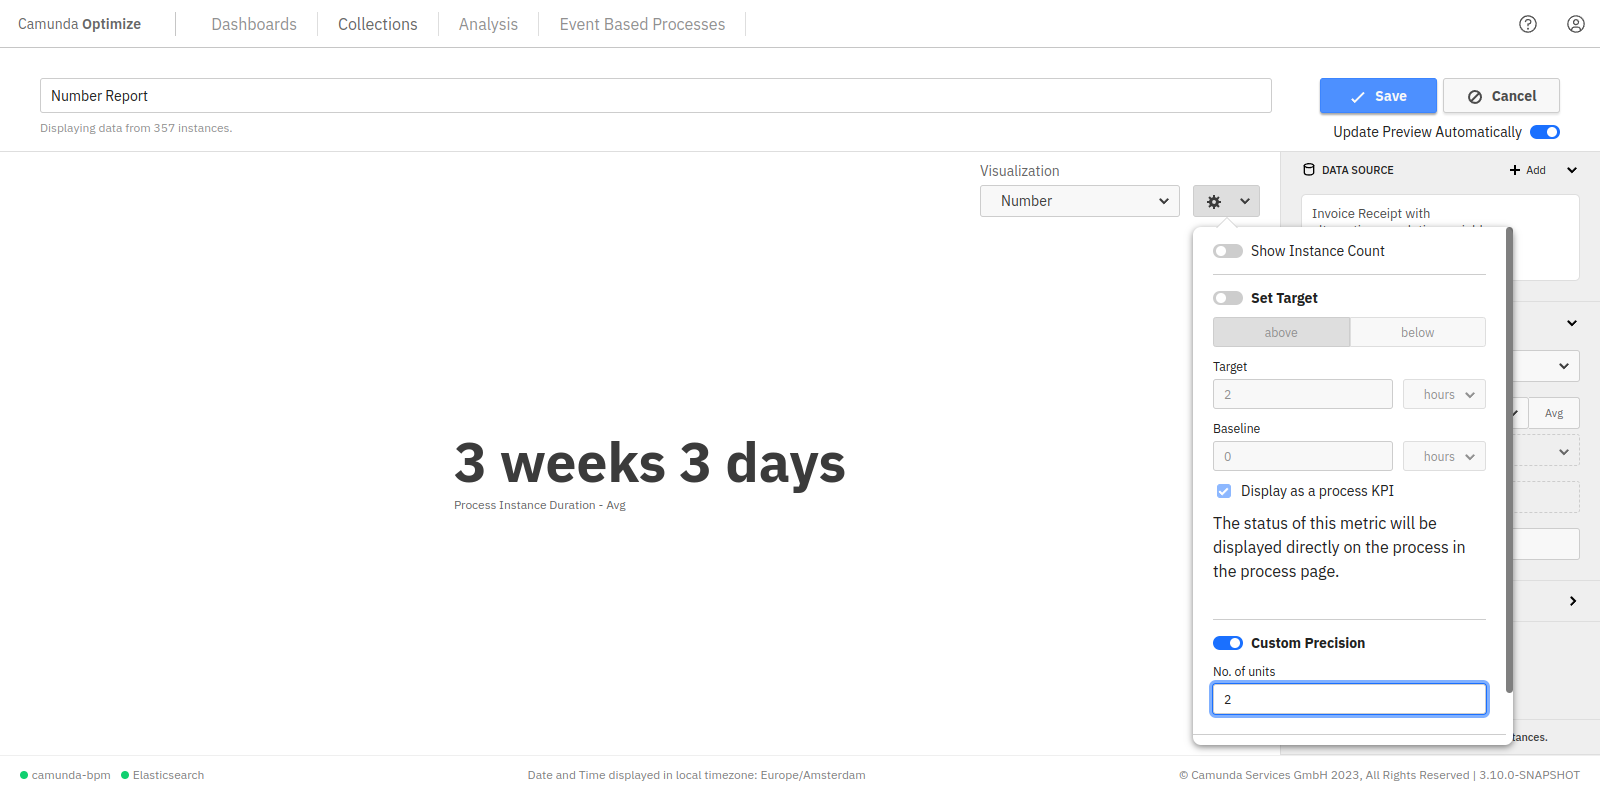 Camunda Optimize
Dashboards
Collections
Analysis
Event Based Processes
Number Report
Save
Cancel
Displaying data from 357 instances.
Update Preview Automatically
Visualization
Number
DATA SOURCE
Add
Invoice Receipt with
Show Instance Count
Set Target
above
below
Target
2
hours
Baseline
0
hours
Display as a process KPI
The status of this metric will be
displayed directly on the process in
the process page.
Custom Precision
No. of units
2
Avg
tances.
3 weeks 3 days
Process Instance Duration - Avg
camunda-bpm
Elasticsearch
Date and Time displayed in local timezone: Europe/Amsterdam
© Camunda Services GmbH 2023, All Rights Reserved | 3.10.0-SNAPSHOT